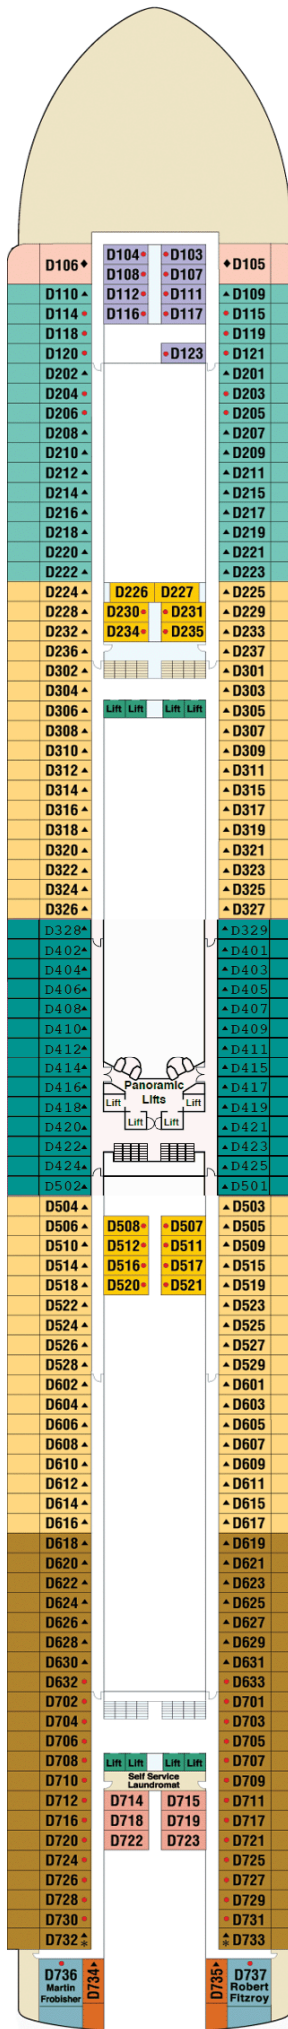 D104 D103
D106 D105
D108 D107
D110 D112 D111 D109
D114 D116 D117 D115
D118 D119
D120 D123 D121
D202 D201
D204 D203
D206 D205
D208 D207
D210 D209
D212 D211
D214 D215
D216 D217
D218 D219
D220 D221
D222 D223
D224 D226 D227 D225
D228 D230 D231 D229
D232 D234 D235 D233
D236 D237
D302 D301
D304 D303
D306 Lift Lift Lift Lift D305
D308 D307
D310 D309
D312 D311
D314 D315
D316 D317
D318 D319
D320 D321
D322 D323
D324 D325
D326 D327
D328 D329
D402 D401
D404 D403
D406 D405
D408 D407
D410 D409
D412 D411
D414 D415
D416 Panoramic D417
Lifts
D418 Lift Lift D419
D420 Lift Lift D421
D422 D423
D424 D425
D502 D501
D504 D503
D506 D508 D507 D505
D510 D512 D511 D509
D514 D516 D517 D515
D518 D520 D521 D519
D522 D523
D524 D525
D526 D527
D528 D529
D602 D601
D604 D603
D606 D605
D608 D607
D610 D609
D612 D611
D614 D615
D616 D617
D618 D619
D620 D621
D622 D623
D624 D625
D626 D627
D628 D629
D630 D631
D632 D633
D702 D701
D704 D703
D706 D705
D708 Lift Lift Lift Lift D707
D710 Self Service D709
Laundromat
D712 D714 D715 D711
D716 D718 D719 D717
D720 D722 D723 D721
D724 D725
D726 D727
D728 D729
D730 D731
D732 D733
D736 D734 D735 D737
Martin Robert
Frobisher Fitzroy